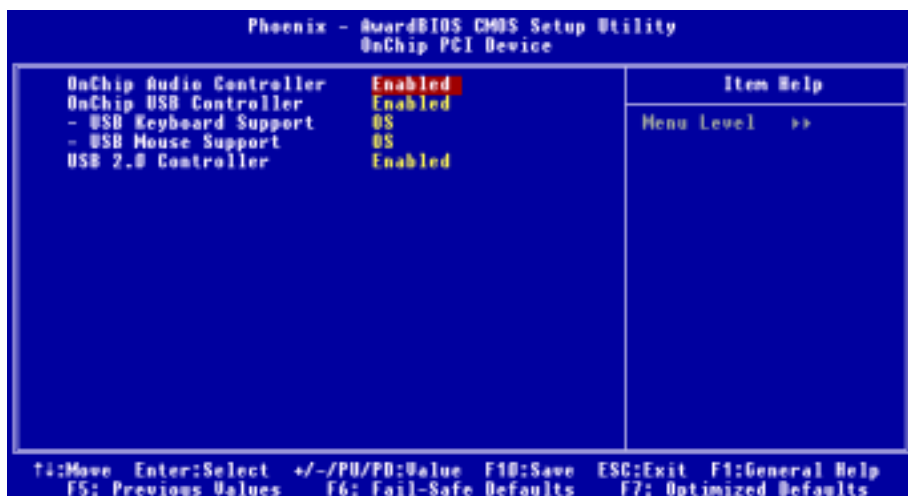 Phoenix - AwardBIOS CMOS Setup Utility
OnChip PCI Device
OnChip Audio Controller Enabled
OnChip USB Controller Enabled
- USB Keyboard Support OS
- USB Mouse Support OS
USB 2.0 Controller Enabled
Item Help
Menu Level ▸▸
↑↓:Move Enter:Select +/-/PU/PD:Value F10:Save ESC:Exit F1:General Help
F5: Previous Values F6: Fail-Safe Defaults F7: Optimized Defaults